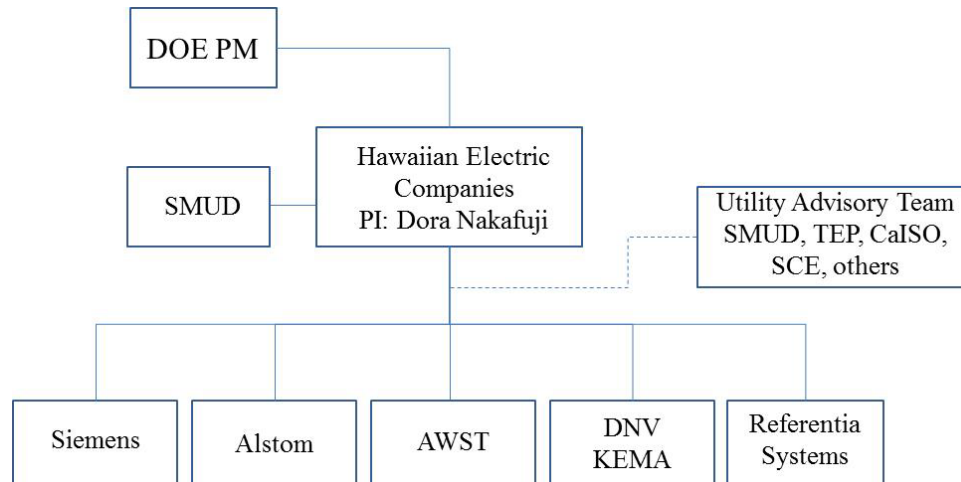 DOE PM
Hawaiian Electric
Companies
PI: Dora Nakafuji
SMUD
Utility Advisory Team
SMUD, TEP, CaISO,
SCE, others
Siemens
Alstom
AWST
DNV
KEMA
Referentia
Systems